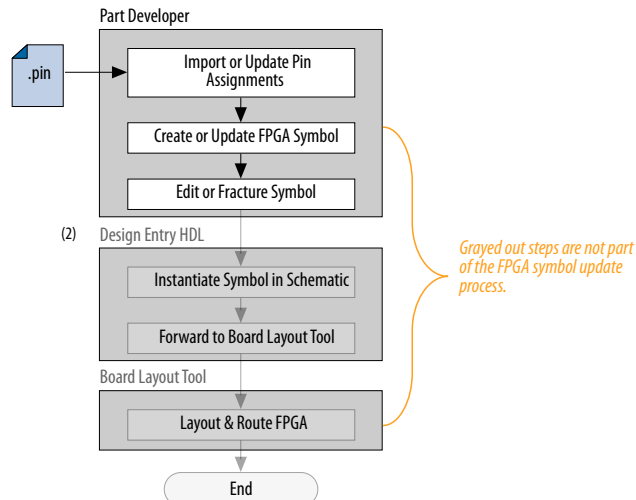 Part Developer
.pin
Import or Update Pin
Assignments
Create or Update FPGA Symbol
Edit or Fracture Symbol
(2)
Design Entry HDL
Instantiate Symbol in Schematic
Forward to Board Layout Tool
Grayed out steps are not part
of the FPGA symbol update
process.
Board Layout Tool
Layout & Route FPGA
End